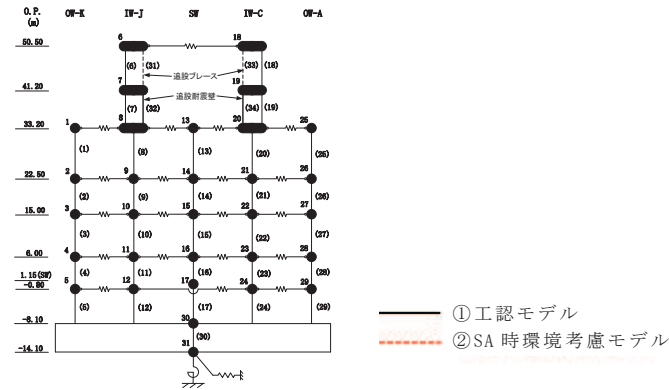 O.P.
(m)
OW-K IW-J SW IW-C OW-A
50.50
6
18
(6) (31) (33) (18)
追設ブレース
41.20
7
19
追設耐震壁
(7) (32) (34) (19)
33.20
1 8 13 20 25
(1) (8) (13) (20) (25)
22.50
2 9 14 21 26
(2) (9) (14) (21) (26)
15.00
3 10 15 22 27
(3) (10) (15) (22) (27)
6.00
4 11 16 23 28
(4) (11) (16) (23) (28)
1.15(SW)
-0.80
5 12 17 24 29
(5) (12) (17) (24) (29)
-8.10
30
(30)
-14.10
31
①工認モデル
②SA時環境考慮モデル